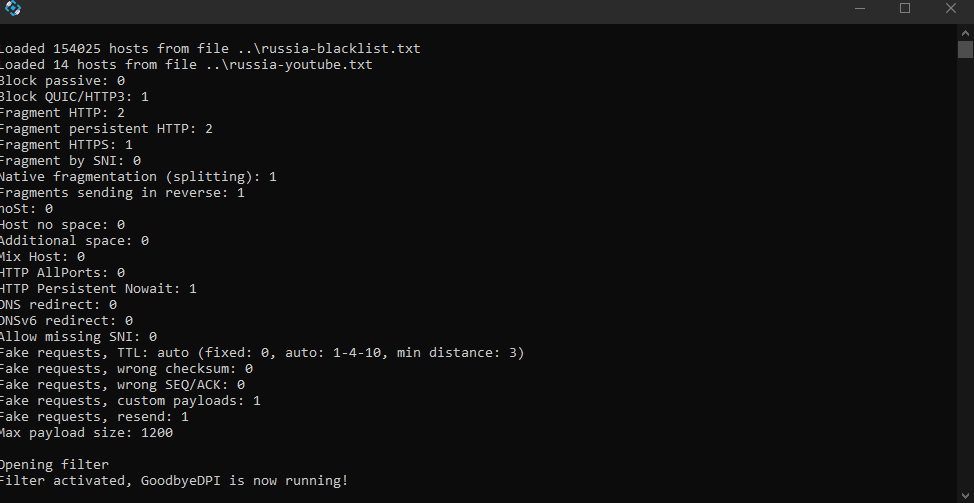 Loaded 154025 hosts from file ..\russia-blacklist.txt
Loaded 14 hosts from file ..\russia-youtube.txt
Block passive: 0
Block QUIC/HTTP3: 1
Fragment HTTP: 2
Fragment persistent HTTP: 2
Fragment HTTPS: 1
Fragment by SNI: 0
Native fragmentation (splitting): 1
Fragments sending in reverse: 1
hoSt: 0
Host no space: 0
Additional space: 0
Mix Host: 0
HTTP AllPorts: 0
HTTP Persistent Nowait: 1
DNS redirect: 0
DNSv6 redirect: 0
Allow missing SNI: 0
Fake requests, TTL: auto (fixed: 0, auto: 1-4-10, min distance: 3)
Fake requests, wrong checksum: 0
Fake requests, wrong SEQ/ACK: 0
Fake requests, custom payloads: 1
Fake requests, resend: 1
Max payload size: 1200
Opening filter
Filter activated, GoodbyeDPI is now running!